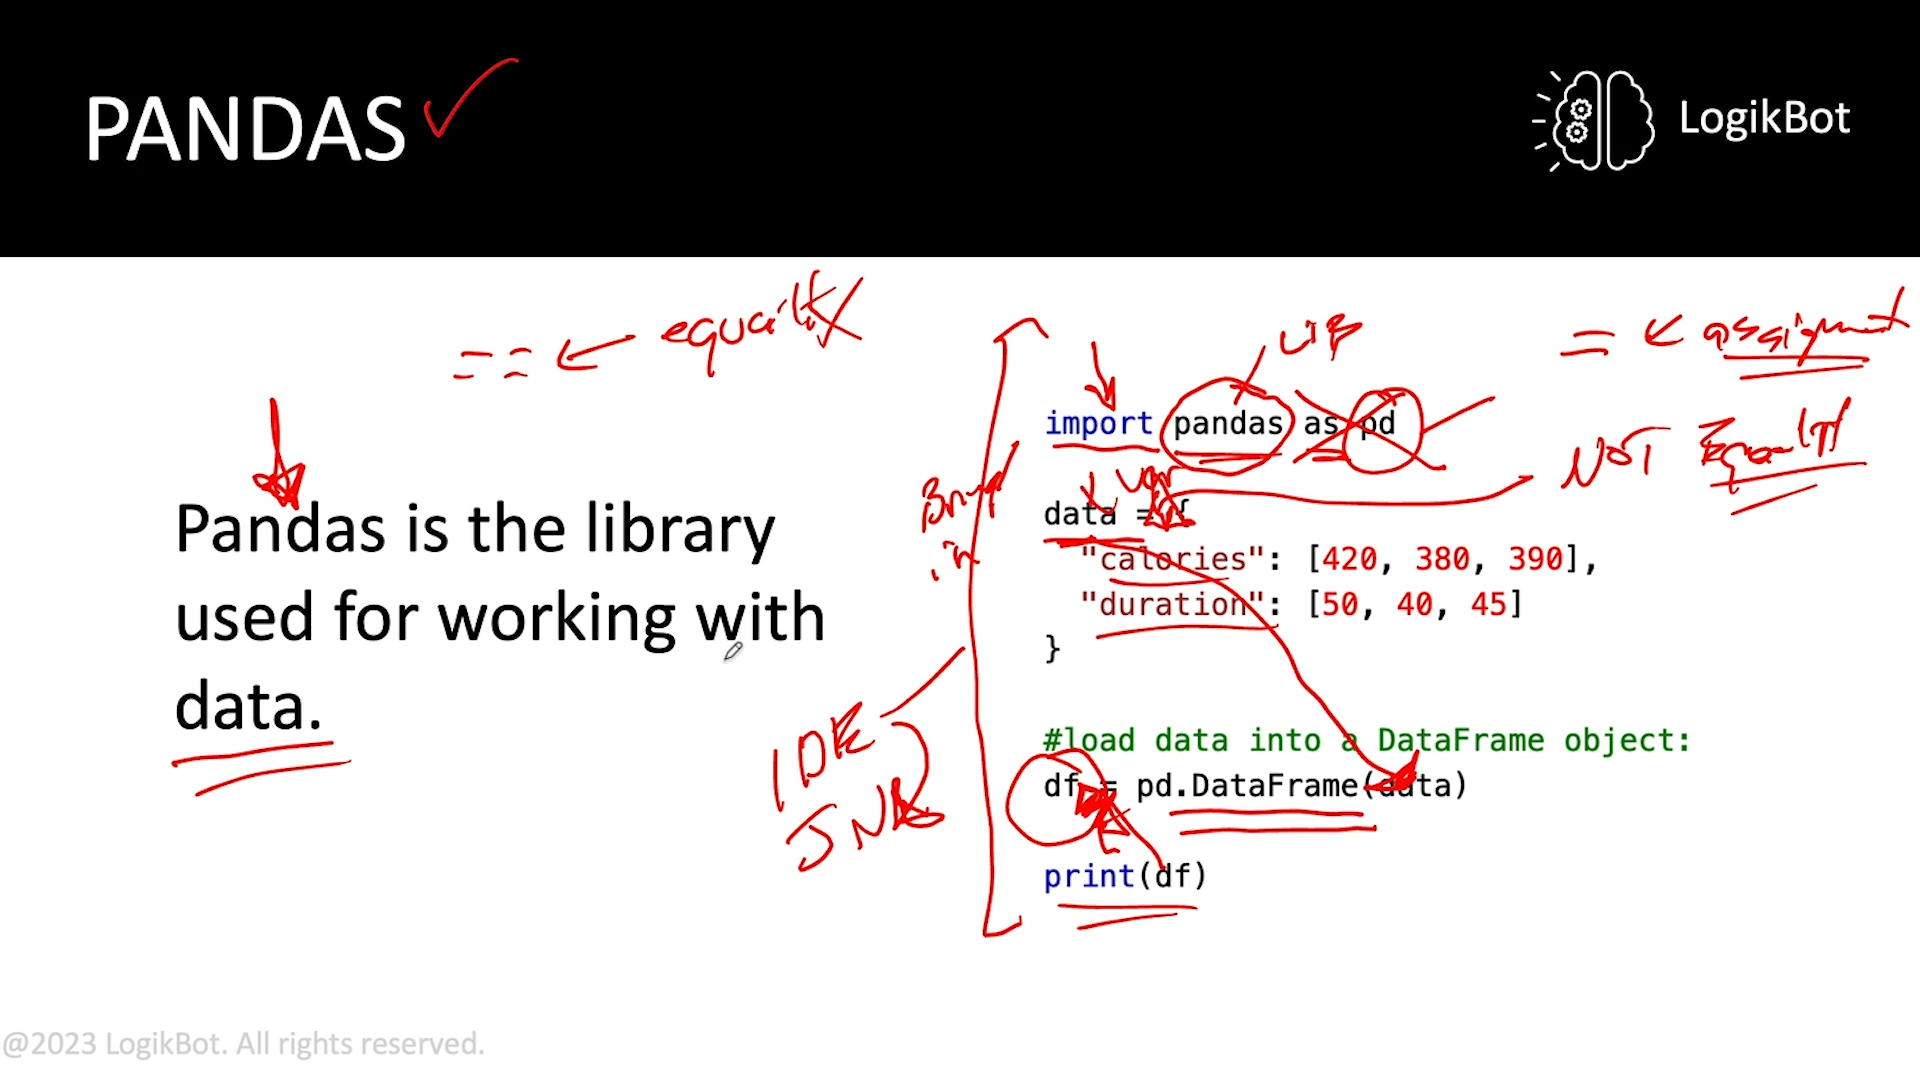 PANDAS
LogikBot
== ← equality
LIB
= ← assignment
NOT Equality
import pandas as pd
var
Bring
in
data = {
"calories": [420, 380, 390],
"duration": [50, 40, 45]
}
Pandas is the library
used for working with
data.
IDE
JNB
#load data into a DataFrame object:
df = pd.DataFrame(data)
print(df)
@2023 LogikBot. All rights reserved.